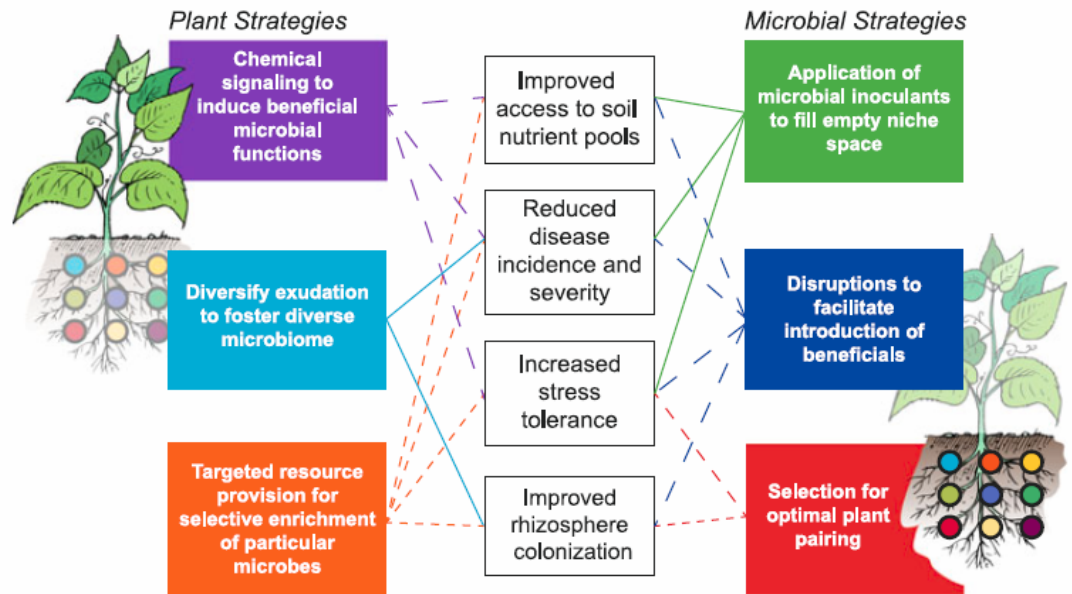 Plant Strategies
Chemical
signaling to
induce beneficial
microbial
functions
Diversify exudation
to foster diverse
microbiome
Targeted resource
provision for
selective enrichment
of particular
microbes
Improved
access to soil
nutrient pools
Reduced
disease
incidence and
severity
Increased
stress
tolerance
Improved
rhizosphere
colonization
Microbial Strategies
Application of
microbial inoculants
to fill empty niche
space
Disruptions to
facilitate
introduction of
beneficials
Selection for
optimal plant
pairing